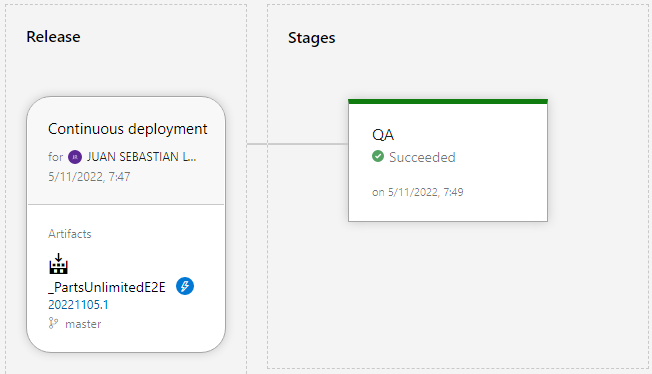 Release
Continuous deployment
for JUAN SEBASTIAN L...
5/11/2022, 7:47
Artifacts
_PartsUnlimitedE2E
20221105.1
master
Stages
QA
Succeeded
on 5/11/2022, 7:49